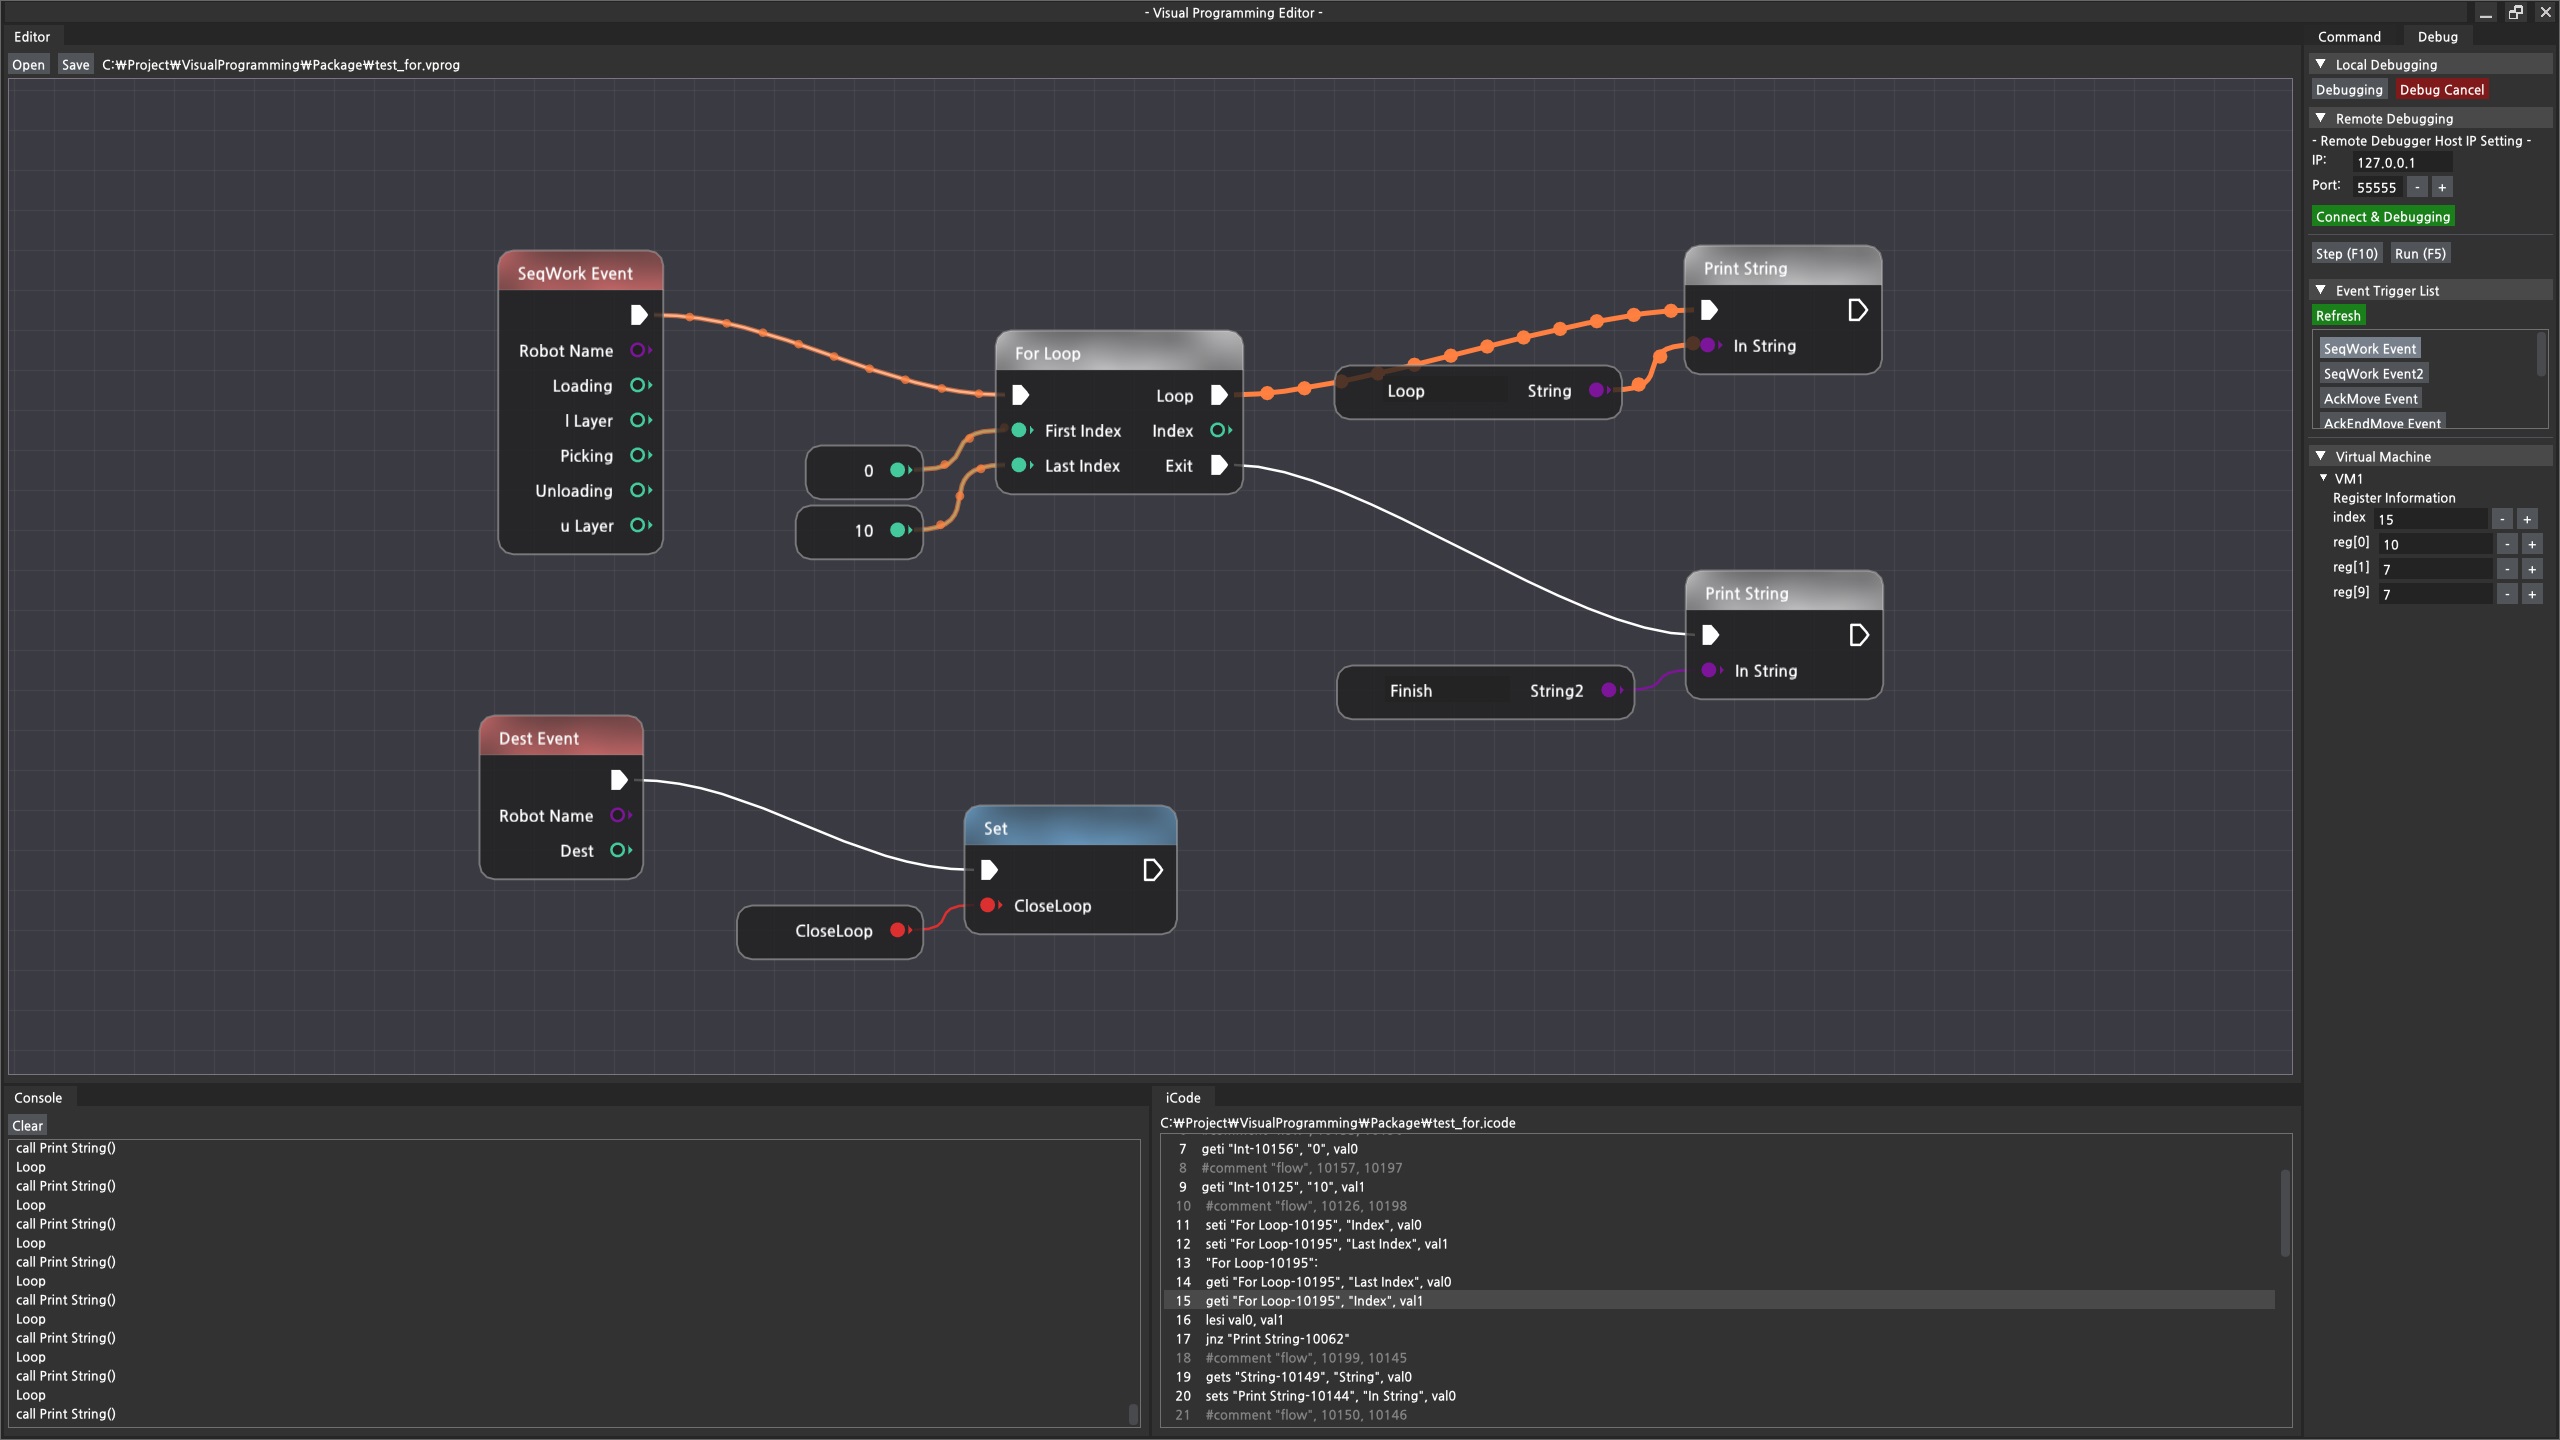 - Visual Programming Editor -
Editor
Open Save C:₩Project₩VisualProgramming₩Package₩test_for.vprog
SeqWork Event
Robot Name
Loading
l Layer
Picking
Unloading
u Layer
0
10
For Loop
Loop
First Index Index
Last Index Exit
Loop String
Print String
In String
Print String
In String
Finish String2
Dest Event
Robot Name
Dest
Set
CloseLoop
CloseLoop
Console
Clear
call Print String()
Loop
call Print String()
Loop
call Print String()
Loop
call Print String()
Loop
call Print String()
Loop
call Print String()
Loop
call Print String()
Loop
call Print String()
iCode
C:₩Project₩VisualProgramming₩Package₩test_for.icode
7 geti "Int-10156", "0", val0
8 #comment "flow", 10157, 10197
9 geti "Int-10125", "10", val1
10 #comment "flow", 10126, 10198
11 seti "For Loop-10195", "Index", val0
12 seti "For Loop-10195", "Last Index", val1
13 "For Loop-10195":
14 geti "For Loop-10195", "Last Index", val0
15 geti "For Loop-10195", "Index", val1
16 lesi val0, val1
17 jnz "Print String-10062"
18 #comment "flow", 10199, 10145
19 gets "String-10149", "String", val0
20 sets "Print String-10144", "In String", val0
21 #comment "flow", 10150, 10146
Command Debug
Local Debugging
Debugging Debug Cancel
Remote Debugging
- Remote Debugger Host IP Setting -
IP: 127.0.0.1
Port: 55555 - +
Connect & Debugging
Step (F10) Run (F5)
Event Trigger List
Refresh
SeqWork Event
SeqWork Event2
AckMove Event
AckEndMove Event
Virtual Machine
VM1
Register Information
index 15 - +
reg[0] 10 - +
reg[1] 7 - +
reg[9] 7 - +